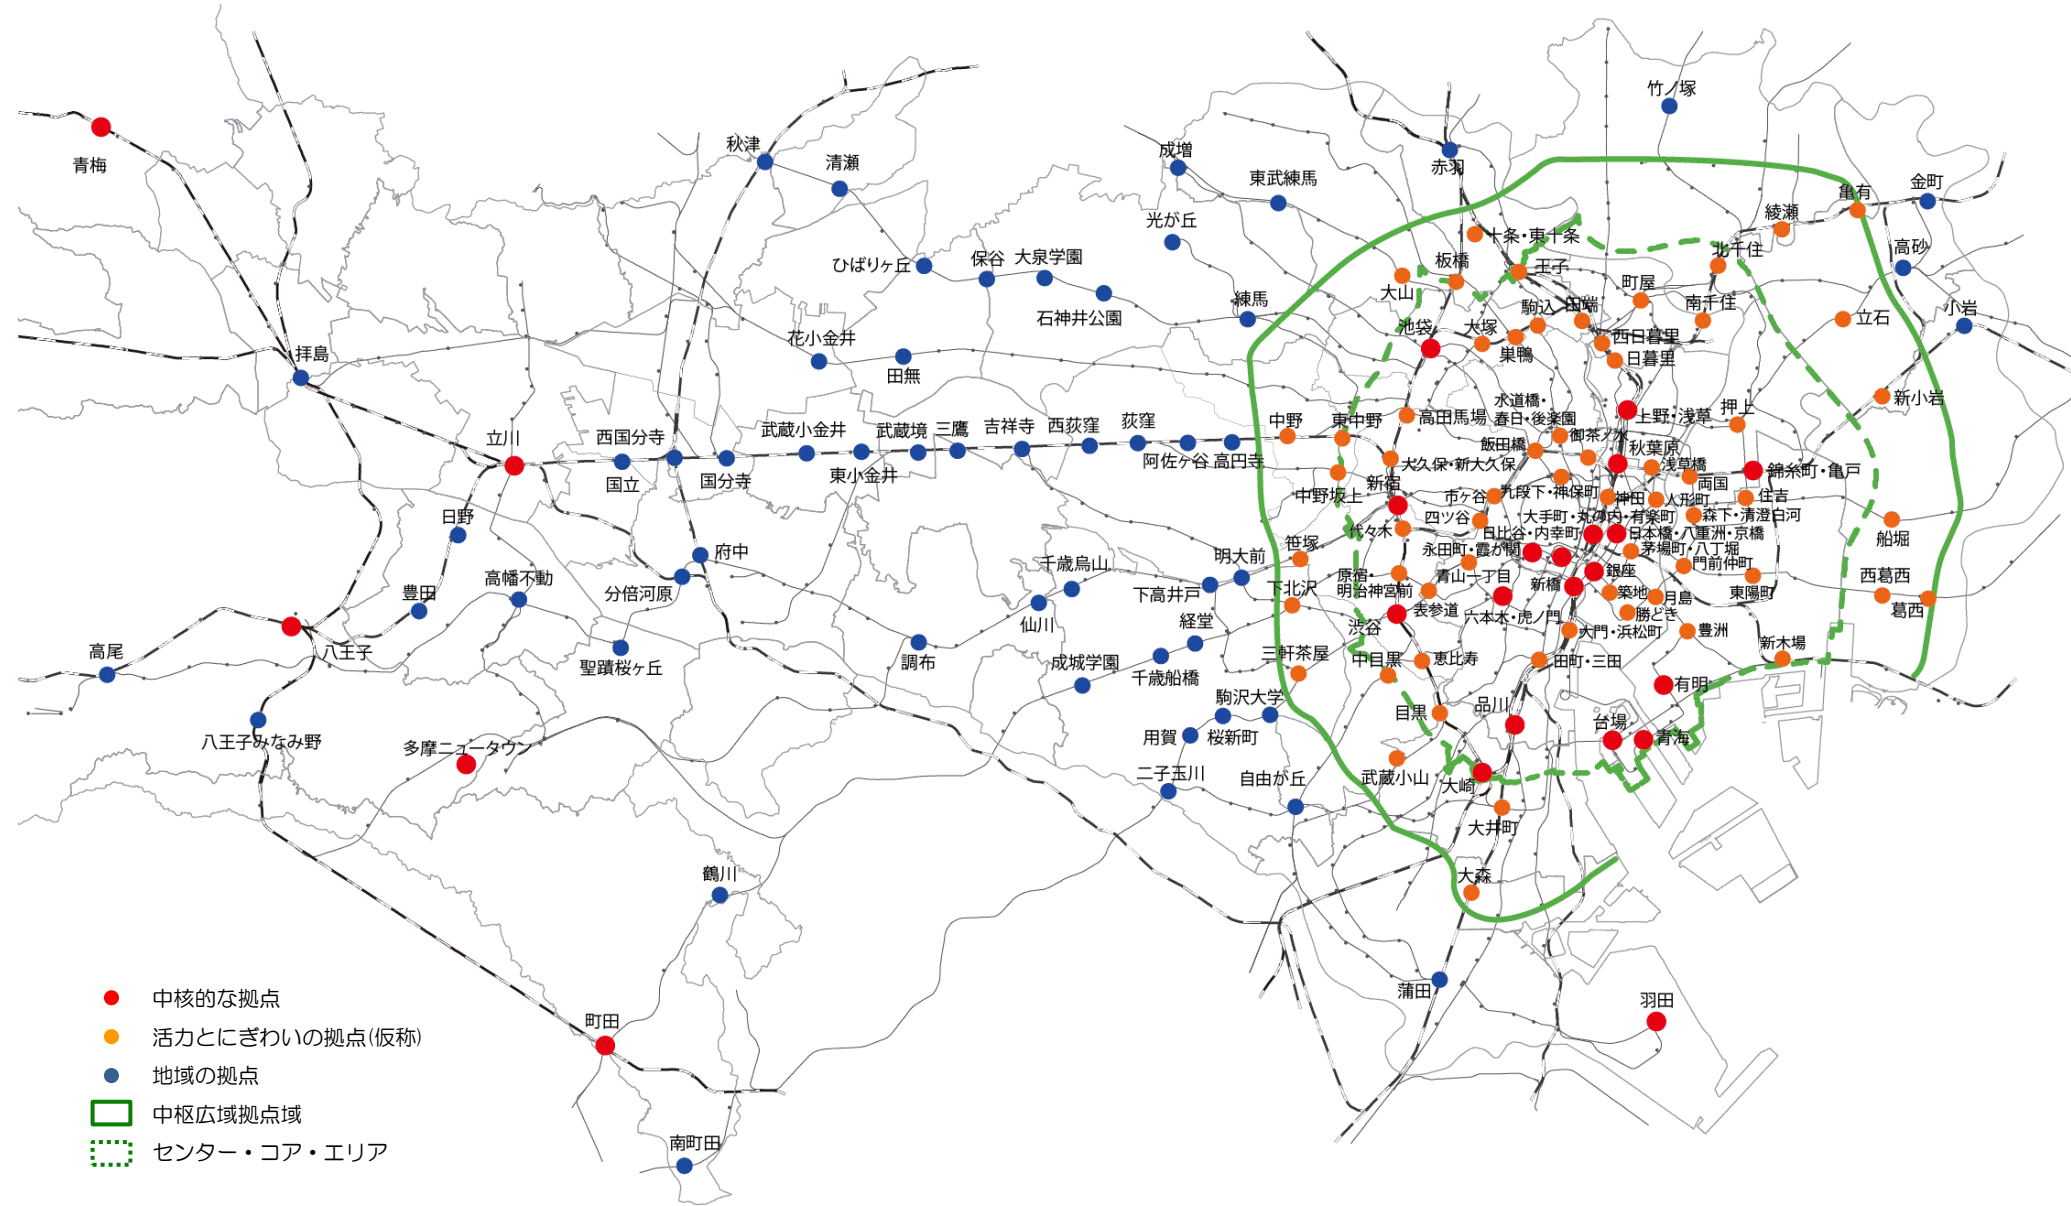 竹ノ塚
秋津
清瀬
成増
東武練馬
赤羽
青梅
光が丘
綾瀬
亀有
金町
十条・東十条
北千住
高砂
ひばりヶ丘
保谷
大泉学園
板橋
王子
町屋
大山
石神井公園
練馬
駒込
田端
南千住
立石
小岩
花小金井
池袋
大塚
巣鴨
西日暮里
日暮里
拝島
田無
新小岩
水道橋・
春日・後楽園
上野・浅草
押上
立川
西国分寺
武蔵小金井
武蔵境
三鷹
吉祥寺
西荻窪
荻窪
中野
東中野
高田馬場
飯田橋
御茶ノ水
秋葉原
阿佐ヶ谷
高円寺
大久保・新大久保
浅草橋
錦糸町・亀戸
国立
国分寺
東小金井
中野坂上
新宿
市ヶ谷
九段下・神保町
神田
人形町
両国
住吉
日野
四ツ谷
大手町・丸の内・有楽町
森下・清澄白河
代々木
日比谷・内幸町
日本橋・八重洲・京橋
船堀
府中
千歳烏山
明大前
笹塚
永田町・霞が関
茅場町・八丁堀
門前仲町
高幡不動
分倍河原
豊田
下高井戸
下北沢
原宿・
明治神宮前
青山一丁目
新橋
銀座
築地
月島
東陽町
西葛西
葛西
仙川
経堂
表参道
渋谷
六本木・虎ノ門
勝どき
大門・浜松町
豊洲
新木場
高尾
八王子
聖蹟桜ヶ丘
調布
成城学園
千歳船橋
三軒茶屋
中目黒
恵比寿
田町・三田
有明
八王子みなみ野
多摩ニュータウン
用賀
駒沢大学
桜新町
目黒
品川
台場
青海
二子玉川
自由が丘
武蔵小山
大崎
大井町
鶴川
大森
蒲田
羽田
町田
南町田
中核的な拠点
活力とにぎわいの拠点(仮称)
地域の拠点
中枢広域拠点域
センター・コア・エリア